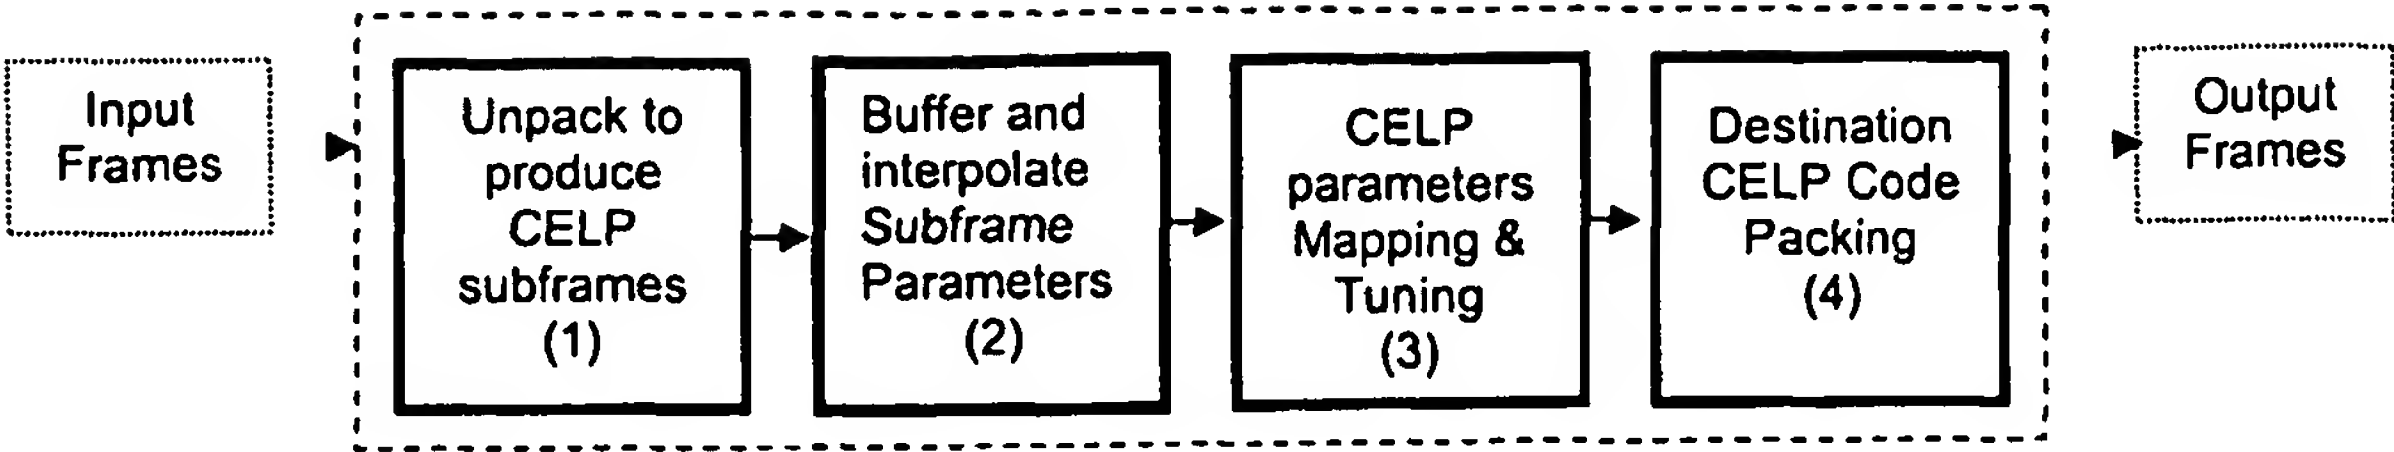 Input
Frames
Unpack to
produce
CELP
subframes
(1)
Buffer and
interpolate
Subframe
Parameters
(2)
CELP
parameters
Mapping &
Tuning
(3)
Destination
CELP Code
Packing
(4)
Output
Frames